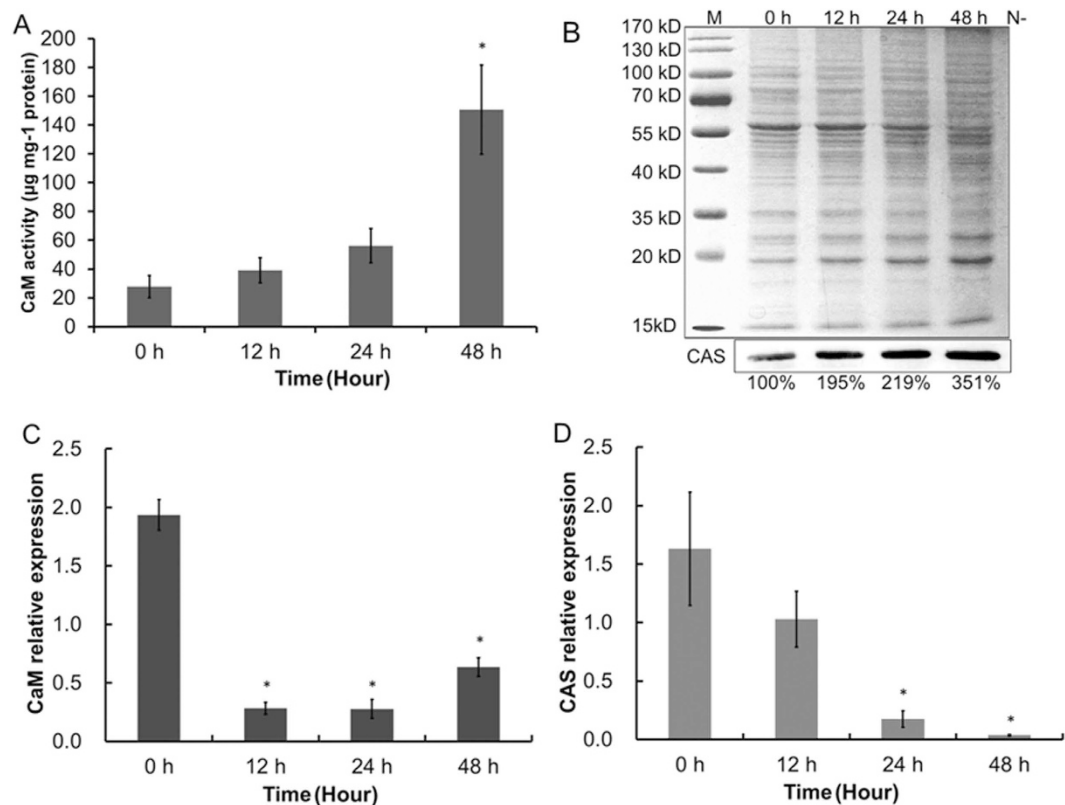 A
CaM activity (µg mg-1 protein)
200
180
160
140
120
100
80
60
40
20
0
*
0 h 12 h 24 h 48 h
Time (Hour)
B
M 0 h 12 h 24 h 48 h N-
170 kD
130 kD
100 kD
70 kD
55 kD
40 kD
35 kD
20 kD
15kD
CAS
100% 195% 219% 351%
C
CaM relative expression
2.5
2.0
1.5
1.0
0.5
0.0
* * *
0 h 12 h 24 h 48 h
Time (Hour)
D
CAS relative expression
2.5
2.0
1.5
1.0
0.5
0.0
* *
0 h 12 h 24 h 48 h
Time (Hour)